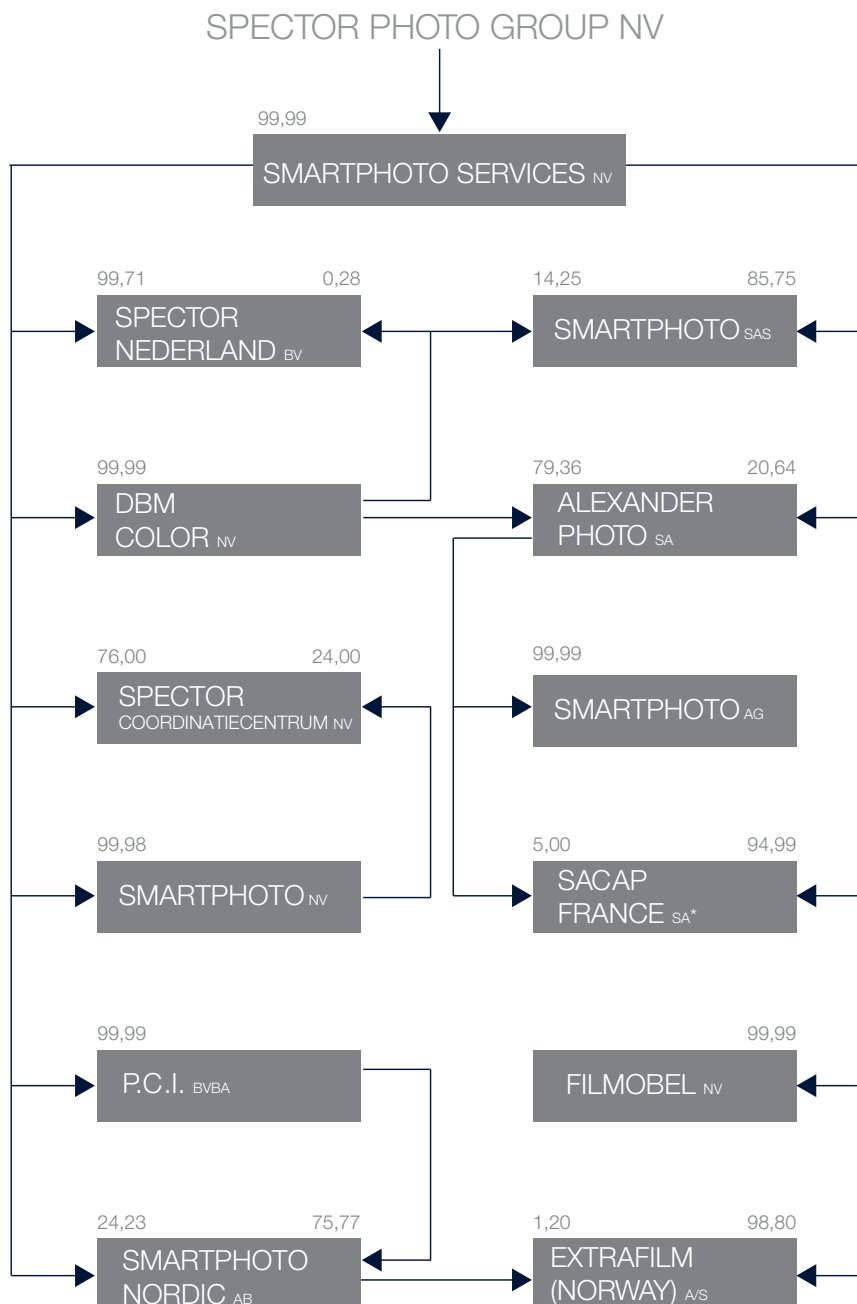 SPECTOR PHOTO GROUP NV
99,99
SMARTPHOTO SERVICES NV
99,71 0,28
SPECTOR
NEDERLAND BV
14,25 85,75
SMARTPHOTO SAS
99,99
DBM
COLOR NV
79,36 20,64
ALEXANDER
PHOTO SA
76,00 24,00
SPECTOR
COORDINATIECENTRUM NV
99,99
SMARTPHOTO AG
99,98
SMARTPHOTO NV
5,00 94,99
SACAP
FRANCE SA*
99,99
P.C.I. BVBA
99,99
FILMOBEL NV
24,23 75,77
SMARTPHOTO
NORDIC AB
1,20 98,80
EXTRAFILM
(NORWAY) A/S